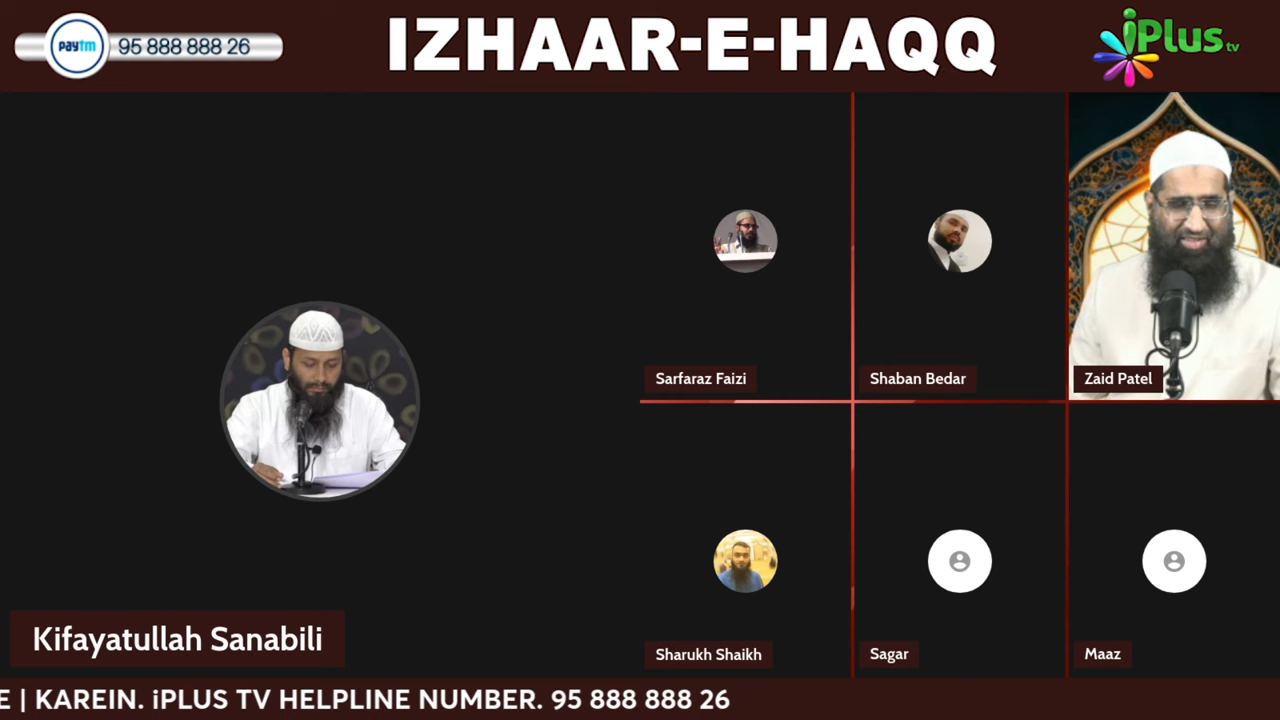 paytm 95 888 888 26
IZHAAR-E-HAQQ
iPlus tv
Sarfaraz Faizi
Shaban Bedar
Zaid Patel
Kifayatullah Sanabili
Sharukh Shaikh
Sagar
Maaz
E | KAREIN. iPLUS TV HELPLINE NUMBER. 95 888 888 26